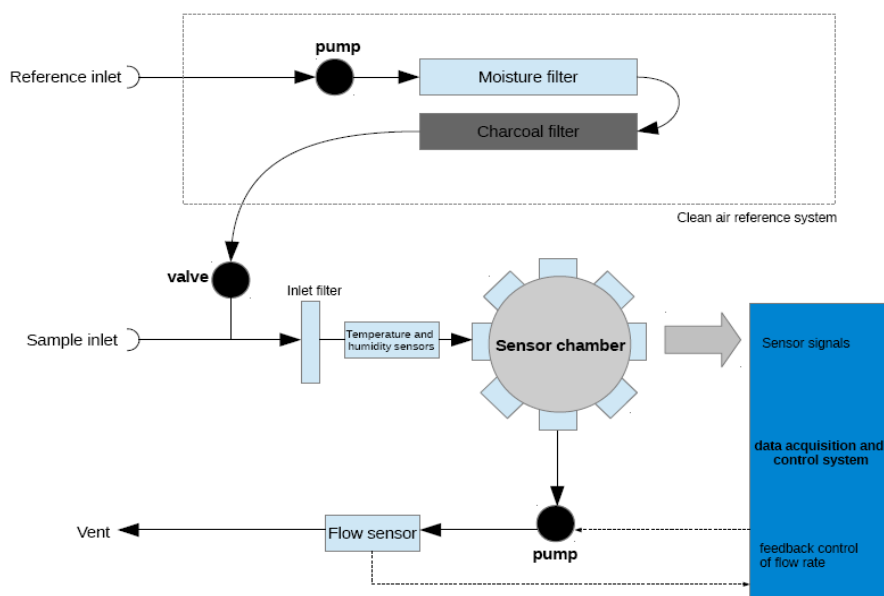 pump
Reference inlet
Moisture filter
Charcoal filter
Clean air reference system
valve
Inlet filter
Sample inlet
Temperature and
humidity sensors
Sensor chamber
Sensor signals
data acquisition and
control system
Vent
Flow sensor
pump
feedback control
of flow rate